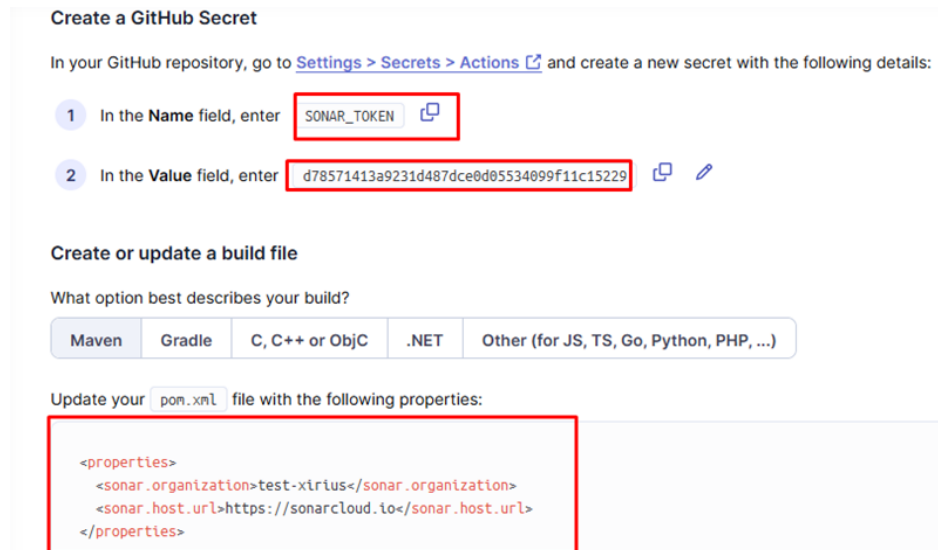 Create a GitHub Secret
In your GitHub repository, go to Settings > Secrets > Actions and create a new secret with the following details:
1 In the Name field, enter SONAR_TOKEN
2 In the Value field, enter d78571413a9231d487dce0d05534099f11c15229
Create or update a build file
What option best describes your build?
Maven Gradle C, C++ or ObjC .NET Other (for JS, TS, Go, Python, PHP, ...)
Update your pom.xml file with the following properties:
<properties>
<sonar.organization>test-xirius</sonar.organization>
<sonar.host.url>https://sonarcloud.io</sonar.host.url>
</properties>